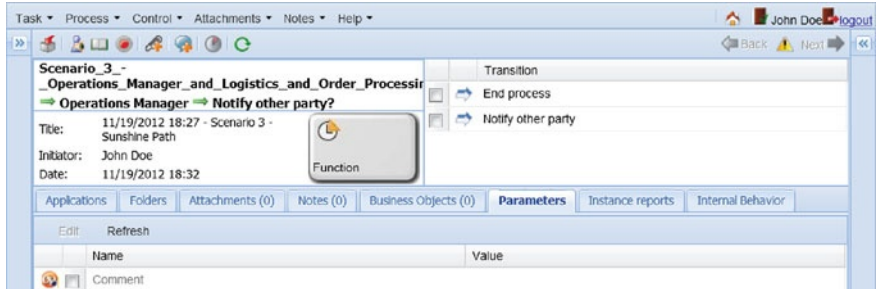 Task Process Control Attachments Notes Help John Doe logout
Back Next
Scenario_3_-
_Operations_Manager_and_Logistics_and_Order_Processin
Operations Manager Notify other party?
Title: 11/19/2012 18:27 - Scenario 3 -
Sunshine Path
Initiator: John Doe
Date: 11/19/2012 18:32
Function
Transition
End process
Notify other party
Applications Folders Attachments (0) Notes (0) Business Objects (0) Parameters Instance reports Internal Behavior
Edit Refresh
Name Value
Comment